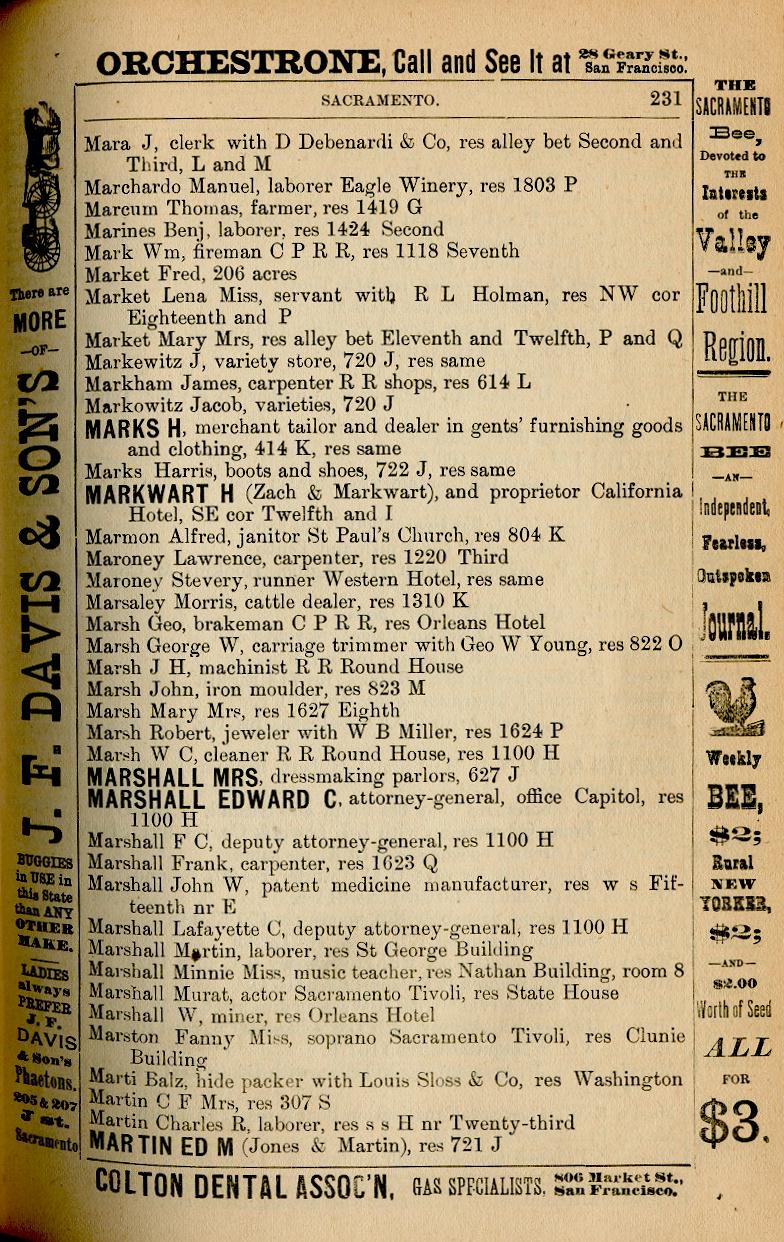 ORCHESTRONE, Call and See It at 28 Geary St., San Francisco.
SACRAMENTO. 231
Mara J, clerk with D Debenardi & Co, res alley bet Second and
Third, L and M
Marchardo Manuel, laborer Eagle Winery, res 1803 P
Marcum Thomas, farmer, res 1419 G
Marines Benj, laborer, res 1424 Second
Mark Wm, fireman C P R R, res 1118 Seventh
Market Fred, 206 acres
Market Lena Miss, servant with R L Holman, res NW cor
Eighteenth and P
Market Mary Mrs, res alley bet Eleventh and Twelfth, P and Q
Markewitz J, variety store, 720 J, res same
Markham James, carpenter R R shops, res 614 L
Markowitz Jacob, varieties, 720 J
MARKS H, merchant tailor and dealer in gents' furnishing goods
and clothing, 414 K, res same
Marks Harris, boots and shoes, 722 J, res same
MARKWART H (Zach & Markwart), and proprietor California
Hotel, SE cor Twelfth and I
Marmon Alfred, janitor St Paul's Church, res 804 K
Maroney Lawrence, carpenter, res 1220 Third
Maroney Stevery, runner Western Hotel, res same
Marsaley Morris, cattle dealer, res 1310 K
Marsh Geo, brakeman C P R R, res Orleans Hotel
Marsh George W, carriage trimmer with Geo W Young, res 822 O
Marsh J H, machinist R R Round House
Marsh John, iron moulder, res 823 M
Marsh Mary Mrs, res 1627 Eighth
Marsh Robert, jeweler with W B Miller, res 1624 P
Marsh W C, cleaner R R Round House, res 1100 H
MARSHALL MRS, dressmaking parlors, 627 J
MARSHALL EDWARD C, attorney-general, office Capitol, res
1100 H
Marshall F C, deputy attorney-general, res 1100 H
Marshall Frank, carpenter, res 1623 Q
Marshall John W, patent medicine manufacturer, res w s Fif-
teenth nr E
Marshall Lafayette C, deputy attorney-general, res 1100 H
Marshall Martin, laborer, res St George Building
Marshall Minnie Miss, music teacher, res Nathan Building, room 8
Marshall Murat, actor Sacramento Tivoli, res State House
Marshall W, miner, res Orleans Hotel
Marston Fanny Miss, soprano Sacramento Tivoli, res Clunie
Building
Marti Balz, hide packer with Louis Sloss & Co, res Washington
Martin C F Mrs, res 307 S
Martin Charles R, laborer, res s s H nr Twenty-third
MARTIN ED M (Jones & Martin), res 721 J
COLTON DENTAL ASSOC'N, GAS SPECIALISTS, 806 Market St., San Francisco.
There are
MORE
—OF—
J. F. DAVIS & SON'S
BUGGIES
in USE in
this State
than ANY
OTHER
MAKE.
LADIES
always
PREFER
J. F.
DAVIS
& Son's
Phaetons.
205 & 207
J st.
Sacramento
THE
SACRAMENTO
Bee,
Devoted to
THE
Interests
of the
Valley
—and—
Foothill
Region.
THE
SACRAMENTO
BEE
—AN—
Independent,
Fearless,
Outspoken
Journal.
Weekly
BEE,
$2;
Rural
NEW
YORKER,
$2;
—AND—
$2.00
Worth of Seed
ALL
FOR
$3.